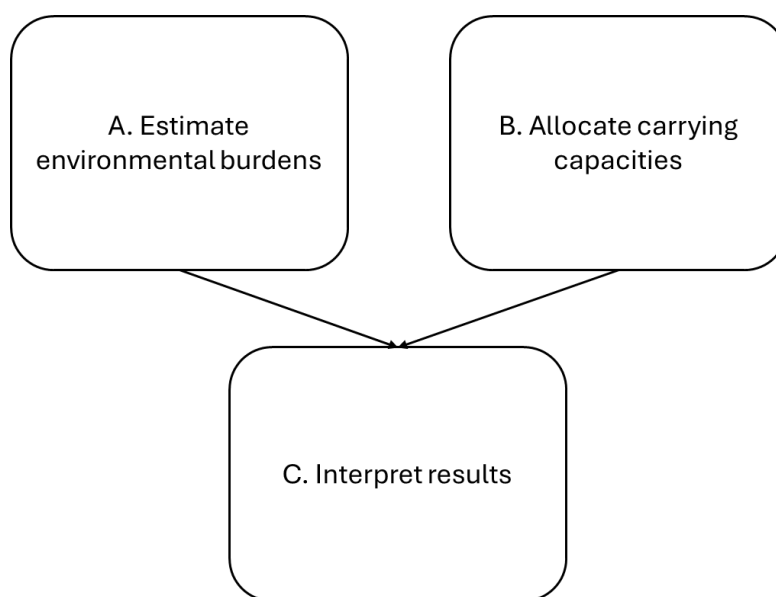 A. Estimate
environmental burdens
B. Allocate carrying
capacities
C. Interpret results